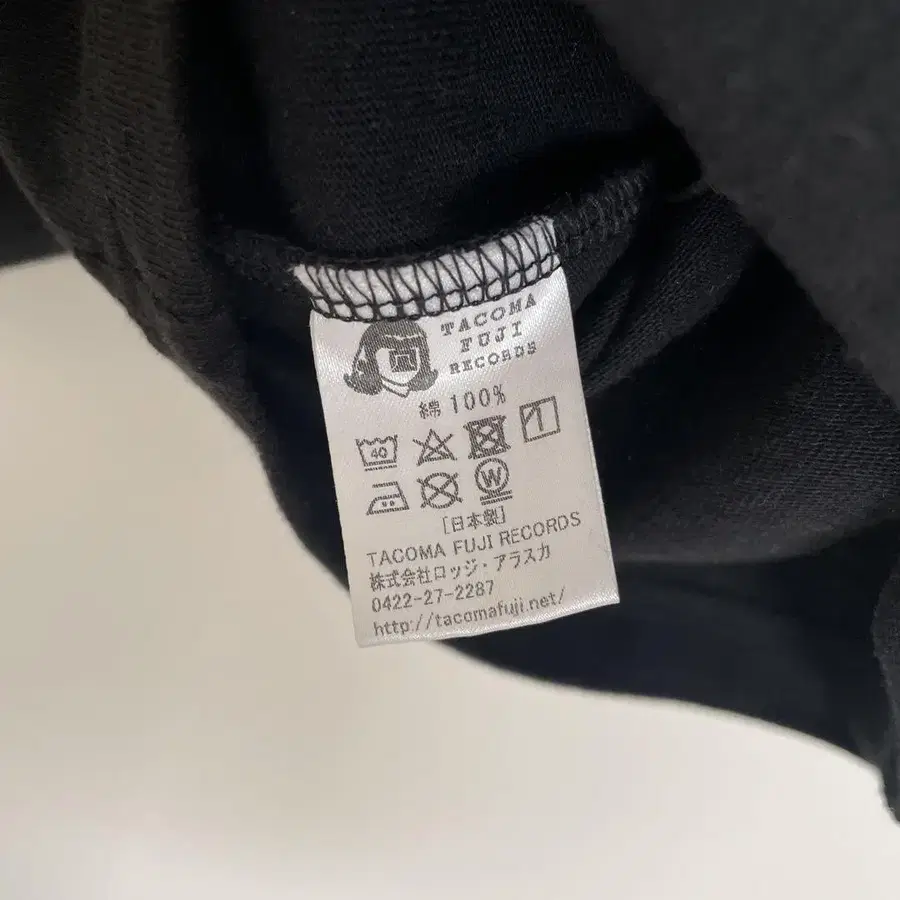 TACOMA
FUJI
RECORDS
綿 100%
40
W
[日本製]
TACOMA FUJI RECORDS
株式会社ロッジ・アラスカ
0422-27-2287
http://tacomafuji.net/